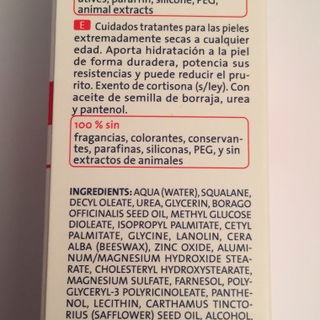 atives, paraffin, silicone, PEG,
animal extracts
E Cuidados tratantes para las pieles
extremadamente secas a cualquier
edad. Aporta hidratación a la piel
de forma duradera, potencia sus
resistencias y puede reducir el pru-
rito. Exento de cortisona (s/ley). Con
aceite de semilla de borraja, urea
y pantenol.
100 % sin
fragancias, colorantes, conservan-
tes, parafinas, siliconas, PEG, y sin
extractos de animales
INGREDIENTS: AQUA (WATER), SQUALANE,
DECYL OLEATE, UREA, GLYCERIN, BORAGO
OFFICINALIS SEED OIL, METHYL GLUCOSE
DIOLEATE, ISOPROPYL PALMITATE, CETYL
PALMITATE, GLYCINE, LANOLIN, CERA
ALBA (BEESWAX), ZINC OXIDE, ALUMI-
NUM/MAGNESIUM HYDROXIDE STEA-
RATE, CHOLESTERYL HYDROXYSTEARATE,
MAGNESIUM SULFATE, FARNESOL, POLY-
GLYCERYL-3 POLYRICINOLEATE, PANTHE-
NOL, LECITHIN, CARTHAMUS TINCTO-
RIUS (SAFFLOWER) SEED OIL, ALCOHOL,